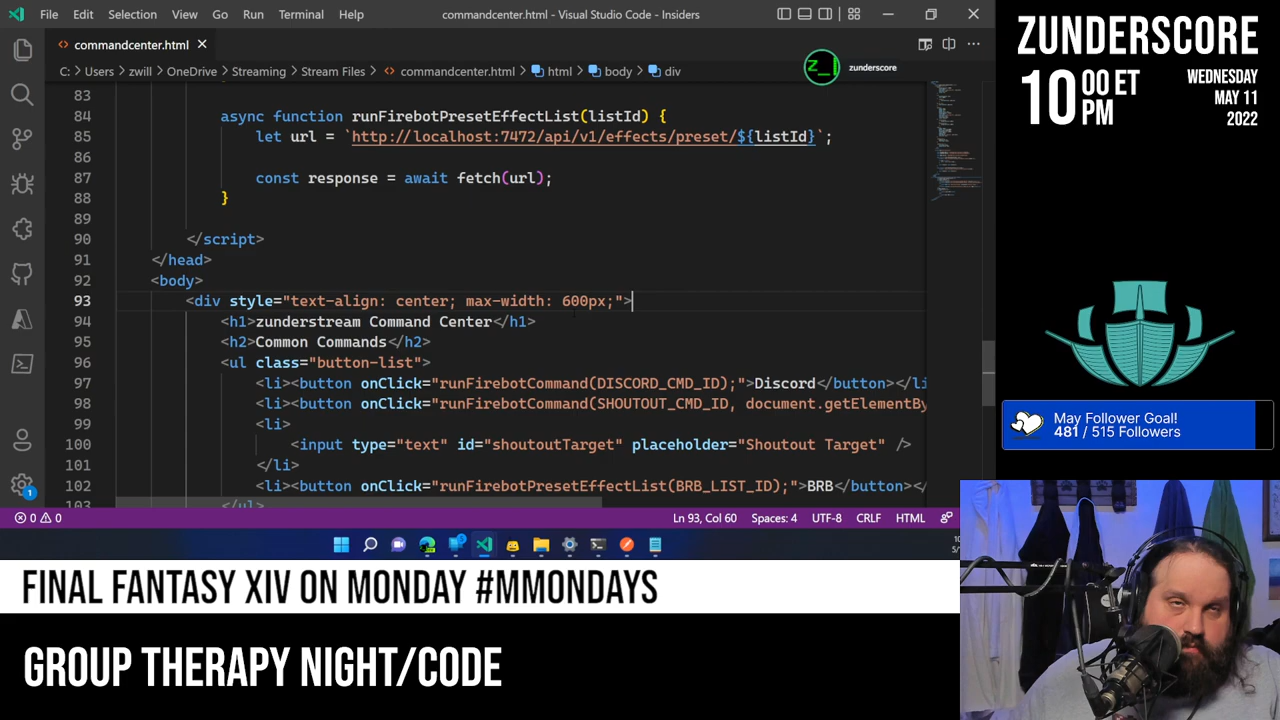 File Edit Selection View Go Run Terminal Help commandcenter.html - Visual Studio Code - Insiders
commandcenter.html
C: > Users > zwill > OneDrive > Streaming > Stream Files > commandcenter.html > html > body > div
z_
zunderscore
83
84 async function runFirebotPresetEffectList(listId) {
85 let url = `http://localhost:7472/api/v1/effects/preset/${listId}`;
86
87 const response = await fetch(url);
88 }
89
90 </script>
91 </head>
92 <body>
93 <div style="text-align: center; max-width: 600px;">
94 <h1>zunderstream Command Center</h1>
95 <h2>Common Commands</h2>
96 <ul class="button-list">
97 <li><button onClick="runFirebotCommand(DISCORD_CMD_ID);">Discord</button></li
98 <li><button onClick="runFirebotCommand(SHOUTOUT_CMD_ID, document.getElementBy
99 <li>
100 <input type="text" id="shoutoutTarget" placeholder="Shoutout Target" />
101 </li>
102 <li><button onClick="runFirebotPresetEffectList(BRB_LIST_ID);">BRB</button></
103 </ul>
0 0 Ln 93, Col 60 Spaces: 4 UTF-8 CRLF HTML
1
ZUNDERSCORE
10 00 ET
PM
WEDNESDAY
MAY 11
2022
May Follower Goal!
481 / 515 Followers
FINAL FANTASY XIV ON MONDAY #MMONDAYS
GROUP THERAPY NIGHT/CODE